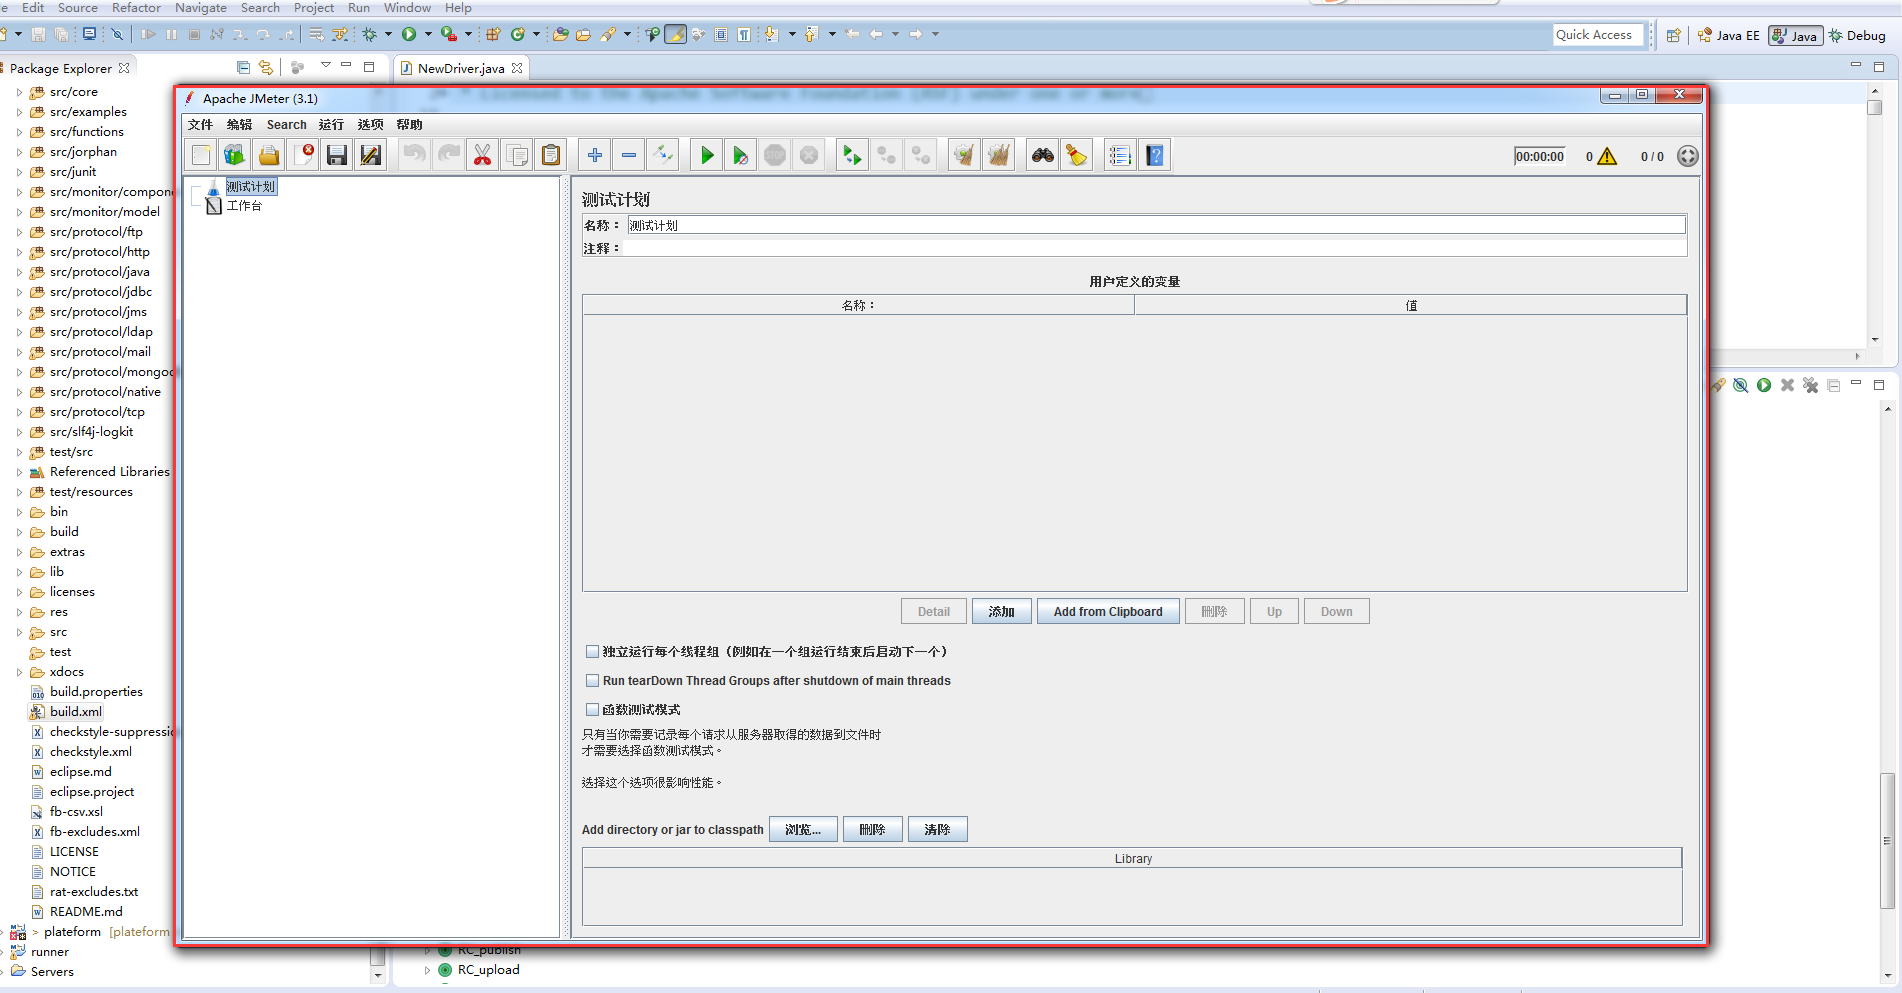 Edit Source Refactor Navigate Search Project Run Window Help
Quick Access
Java EE
Java
Debug
Package Explorer
NewDriver.java
src/core
src/examples
src/functions
src/jorphan
src/junit
src/monitor/compon
src/monitor/model
src/protocol/ftp
src/protocol/http
src/protocol/java
src/protocol/jdbc
src/protocol/jms
src/protocol/ldap
src/protocol/mail
src/protocol/mongo
src/protocol/native
src/protocol/tcp
src/slf4j-logkit
test/src
Referenced Libraries
test/resources
bin
build
extras
lib
licenses
res
src
test
xdocs
build.properties
build.xml
checkstyle-suppressi
checkstyle.xml
eclipse.md
eclipse.project
fb-csv.xsl
fb-excludes.xml
LICENSE
NOTICE
rat-excludes.txt
README.md
> plateform [plateform
runner
Servers
* Licensed to the Apache Software Foundation (ASF) under one or more
Apache JMeter (3.1)
文件 编辑 Search 运行 选项 帮助
00:00:00 0 0 / 0
测试计划
工作台
测试计划
名称： 测试计划
注释：
用户定义的变量
名称： 值
Detail 添加 Add from Clipboard 删除 Up Down
独立运行每个线程组（例如在一个组运行结束后启动下一个）
Run tearDown Thread Groups after shutdown of main threads
函数测试模式
只有当你需要记录每个请求从服务器取得的数据到文件时
才需要选择函数测试模式。
选择这个选项很影响性能。
Add directory or jar to classpath 浏览... 删除 清除
Library
RC_publish
RC_upload